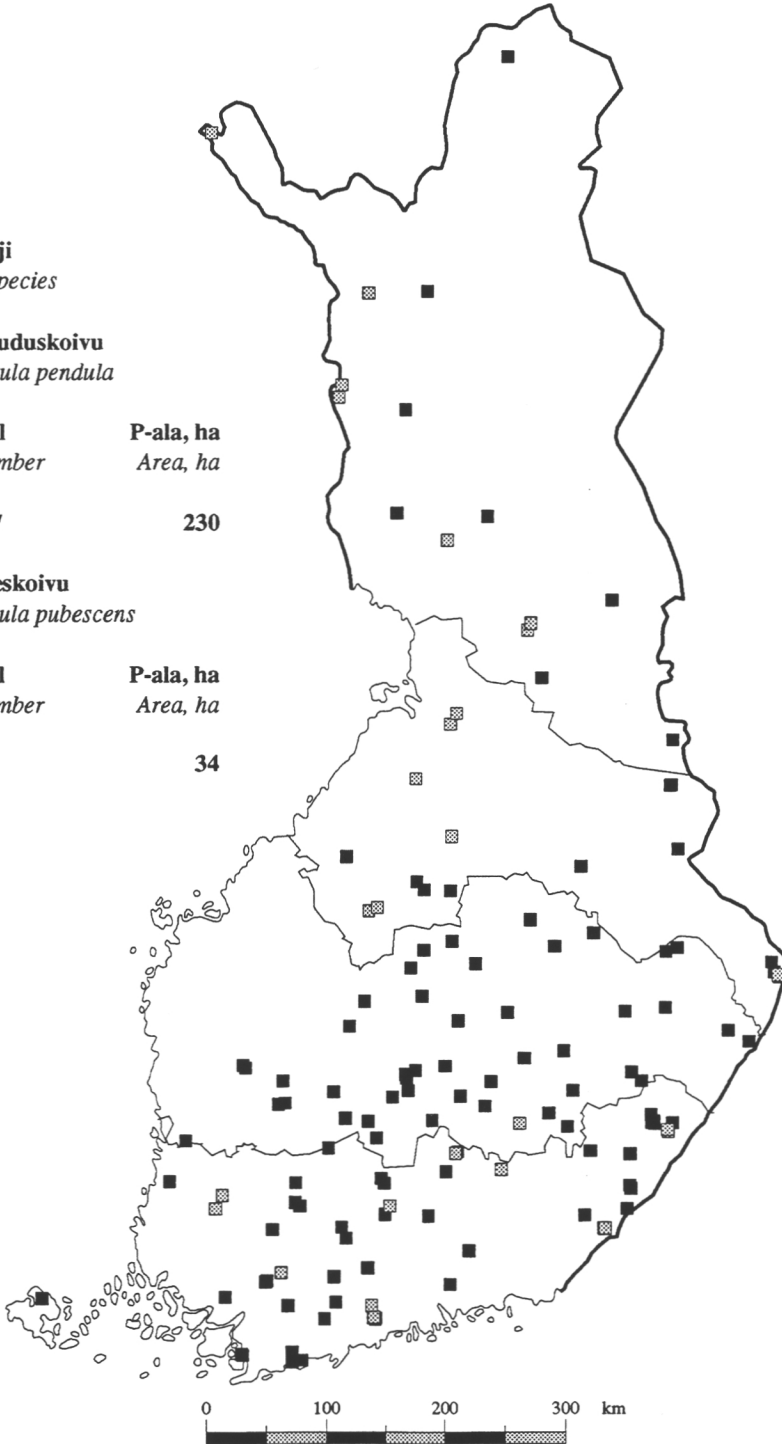 ji
pecies
uduskoivu
ula pendula
l P-ala, ha
mber Area, ha
230
eskoivu
ula pubescens
l P-ala, ha
mber Area, ha
34
0 100 200 300 km